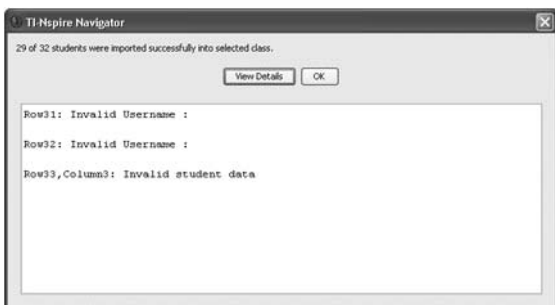 TI-Nspire Navigator
29 of 32 students were imported successfully into selected class.
View Details OK
Row31: Invalid Username :
Row32: Invalid Username :
Row33,Column3: Invalid student data